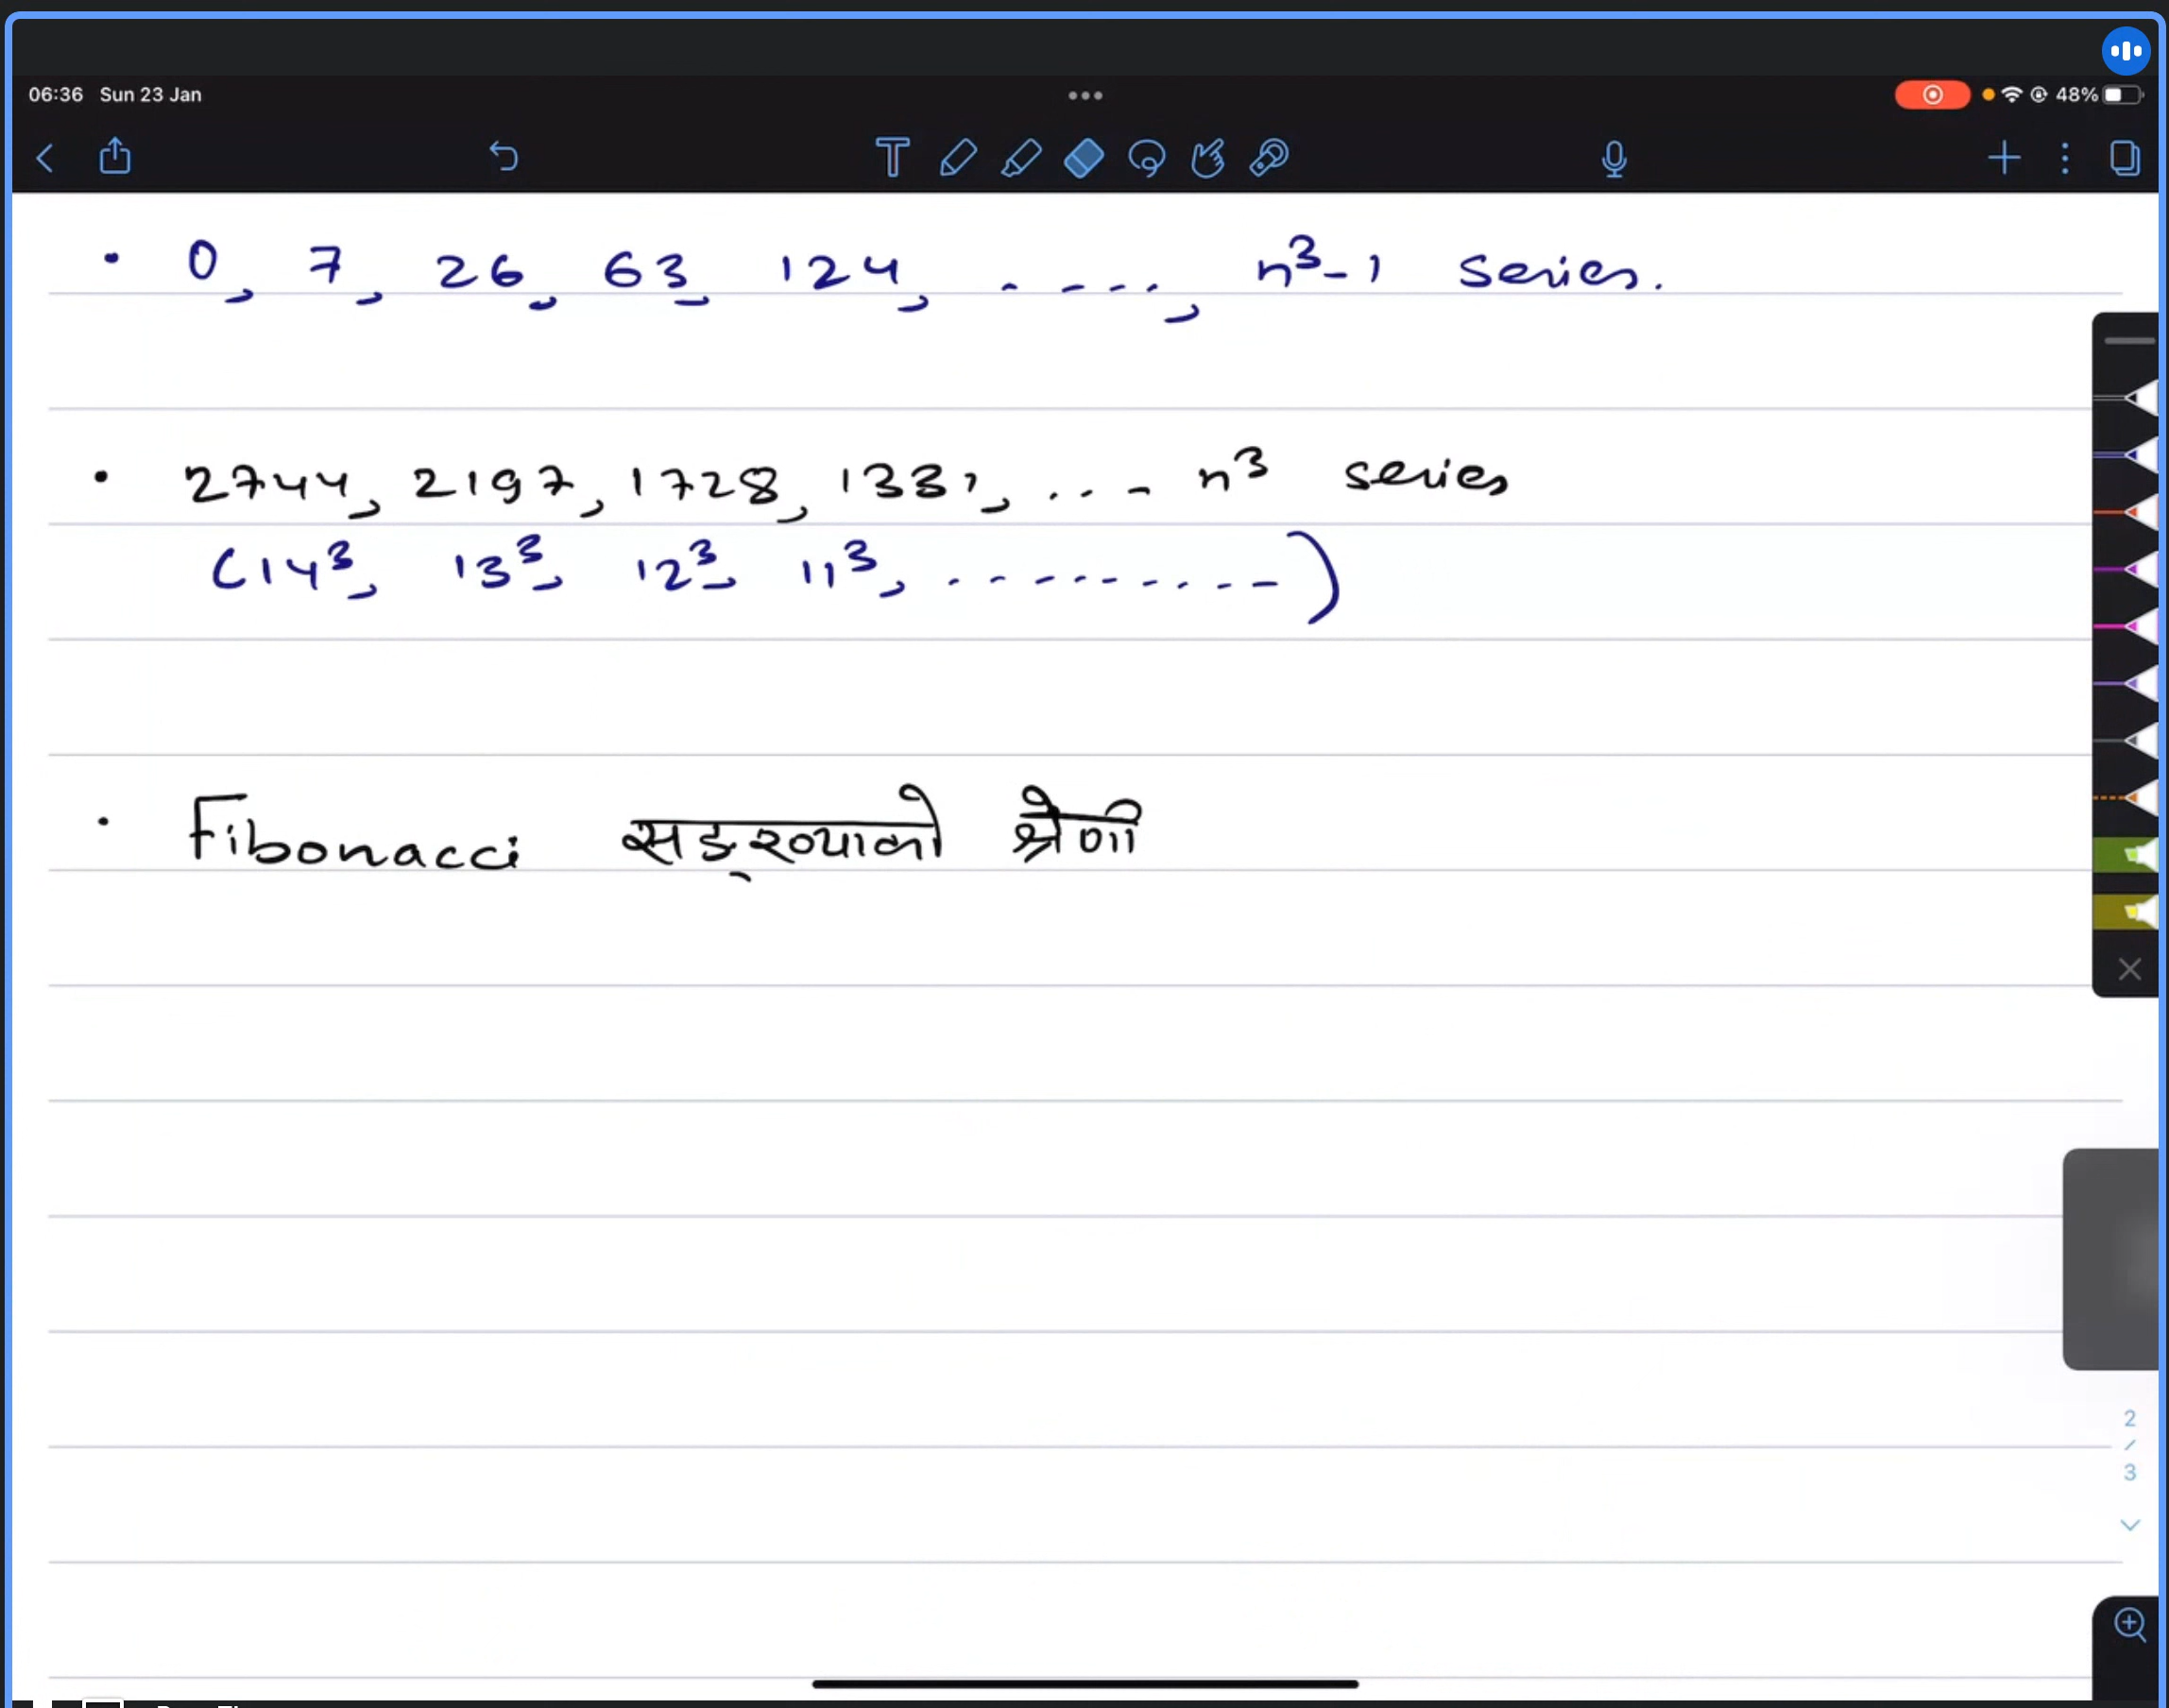 06:36 Sun 23 Jan 48%
• 0, 7, 26, 63, 124, - - - -, n³-1 series.
• 2744, 2197, 1728, 1331, ... - n³ series
(14³, 13³, 12³, 11³, - - - - - - - - - -)
• Fibonacci सङ्ख्याको श्रेणी
2
/
3